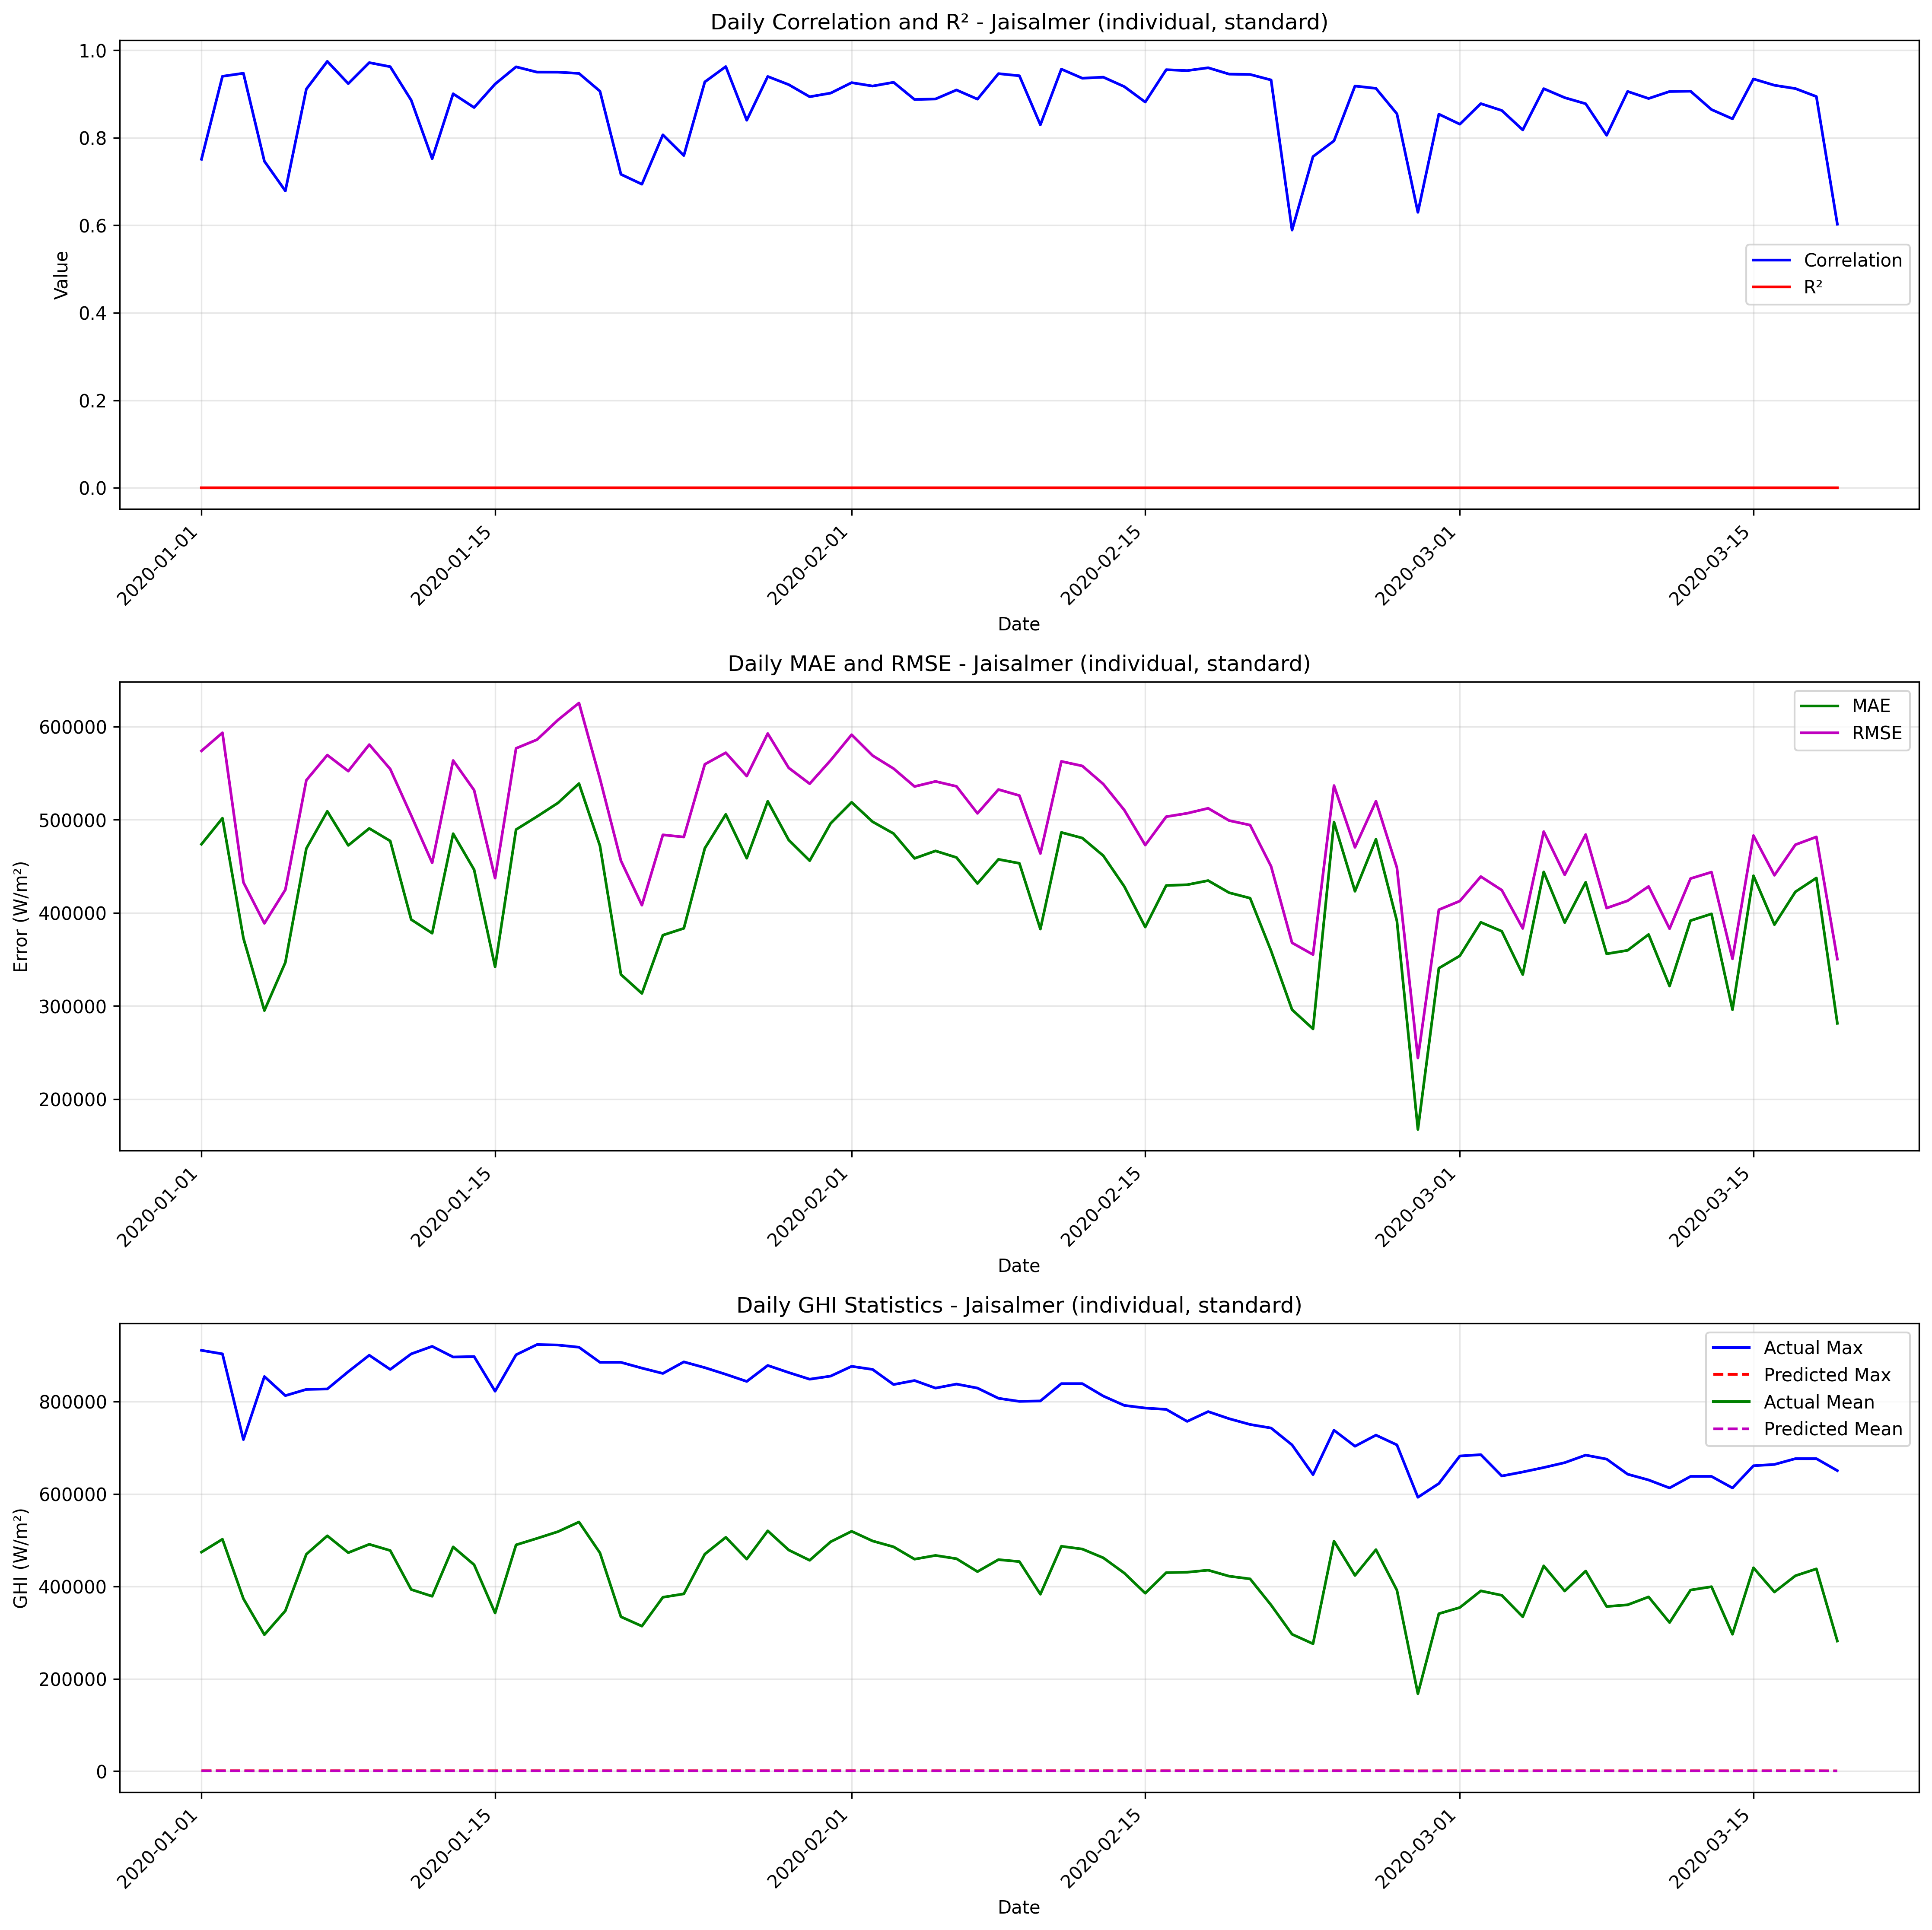 Daily Correlation and R² - Jaisalmer (individual, standard)
1.0
0.8
0.6
0.4
0.2
0.0
Value
Correlation
R²
2020-01-01
2020-01-15
2020-02-01
2020-02-15
2020-03-01
2020-03-15
Date
Daily MAE and RMSE - Jaisalmer (individual, standard)
600000
500000
400000
300000
200000
Error (W/m²)
MAE
RMSE
2020-01-01
2020-01-15
2020-02-01
2020-02-15
2020-03-01
2020-03-15
Date
Daily GHI Statistics - Jaisalmer (individual, standard)
800000
600000
400000
200000
0
GHI (W/m²)
Actual Max
Predicted Max
Actual Mean
Predicted Mean
2020-01-01
2020-01-15
2020-02-01
2020-02-15
2020-03-01
2020-03-15
Date